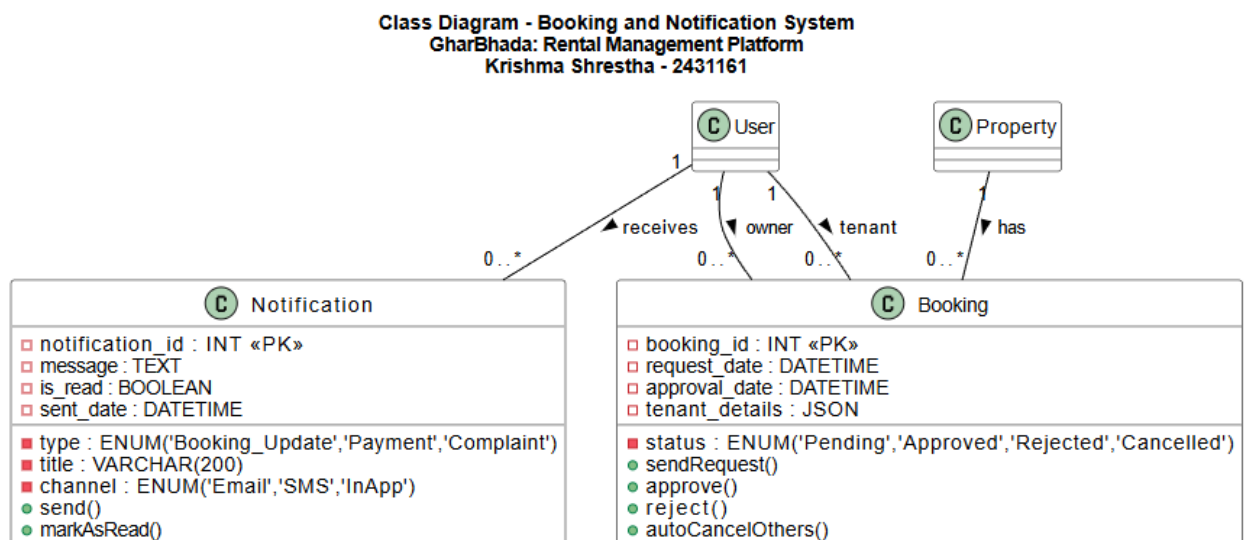 Class Diagram - Booking and Notification System
GharBhada: Rental Management Platform
Krishma Shrestha - 2431161
C User
C Property
1
1
1
1
receives
owner
tenant
has
0..*
0..*
0..*
0..*
C Notification
notification_id : INT «PK»
message : TEXT
is_read : BOOLEAN
sent_date : DATETIME
type : ENUM('Booking_Update','Payment','Complaint')
title : VARCHAR(200)
channel : ENUM('Email','SMS','InApp')
send()
markAsRead()
C Booking
booking_id : INT «PK»
request_date : DATETIME
approval_date : DATETIME
tenant_details : JSON
status : ENUM('Pending','Approved','Rejected','Cancelled')
sendRequest()
approve()
reject()
autoCancelOthers()